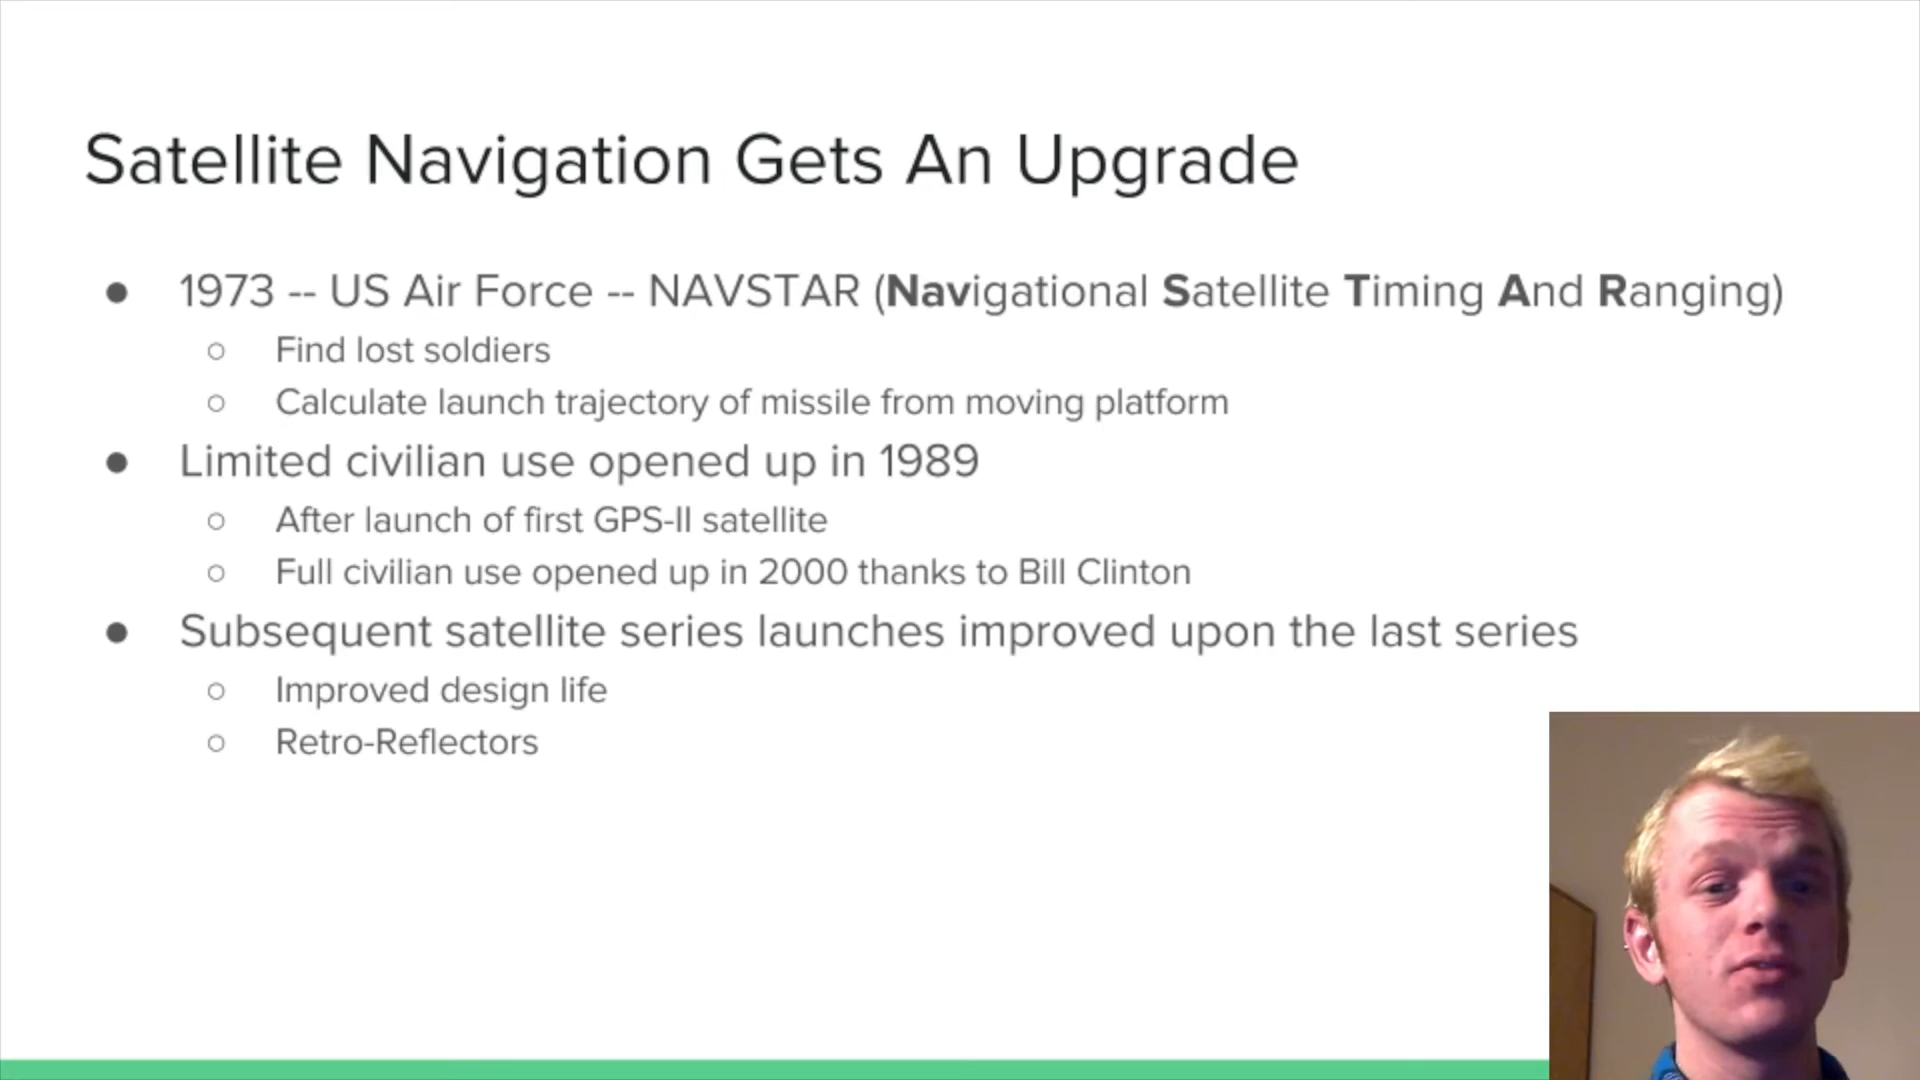 Satellite Navigation Gets An Upgrade
● 1973 -- US Air Force -- NAVSTAR (Navigational Satellite Timing And Ranging)
○ Find lost soldiers
○ Calculate launch trajectory of missile from moving platform
● Limited civilian use opened up in 1989
○ After launch of first GPS-II satellite
○ Full civilian use opened up in 2000 thanks to Bill Clinton
● Subsequent satellite series launches improved upon the last series
○ Improved design life
○ Retro-Reflectors